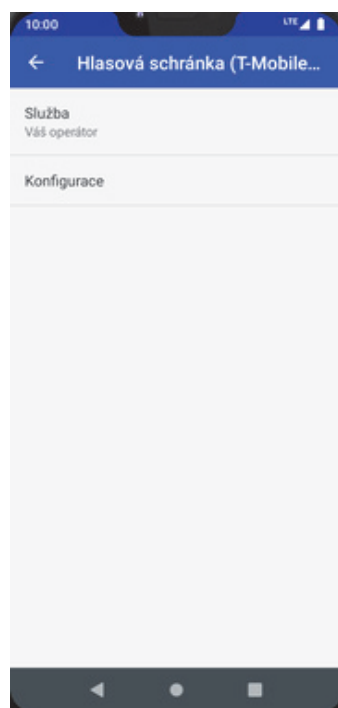 10:00
LTE
Hlasová schránka (T-Mobile...
Služba
Váš operátor
Konfigurace